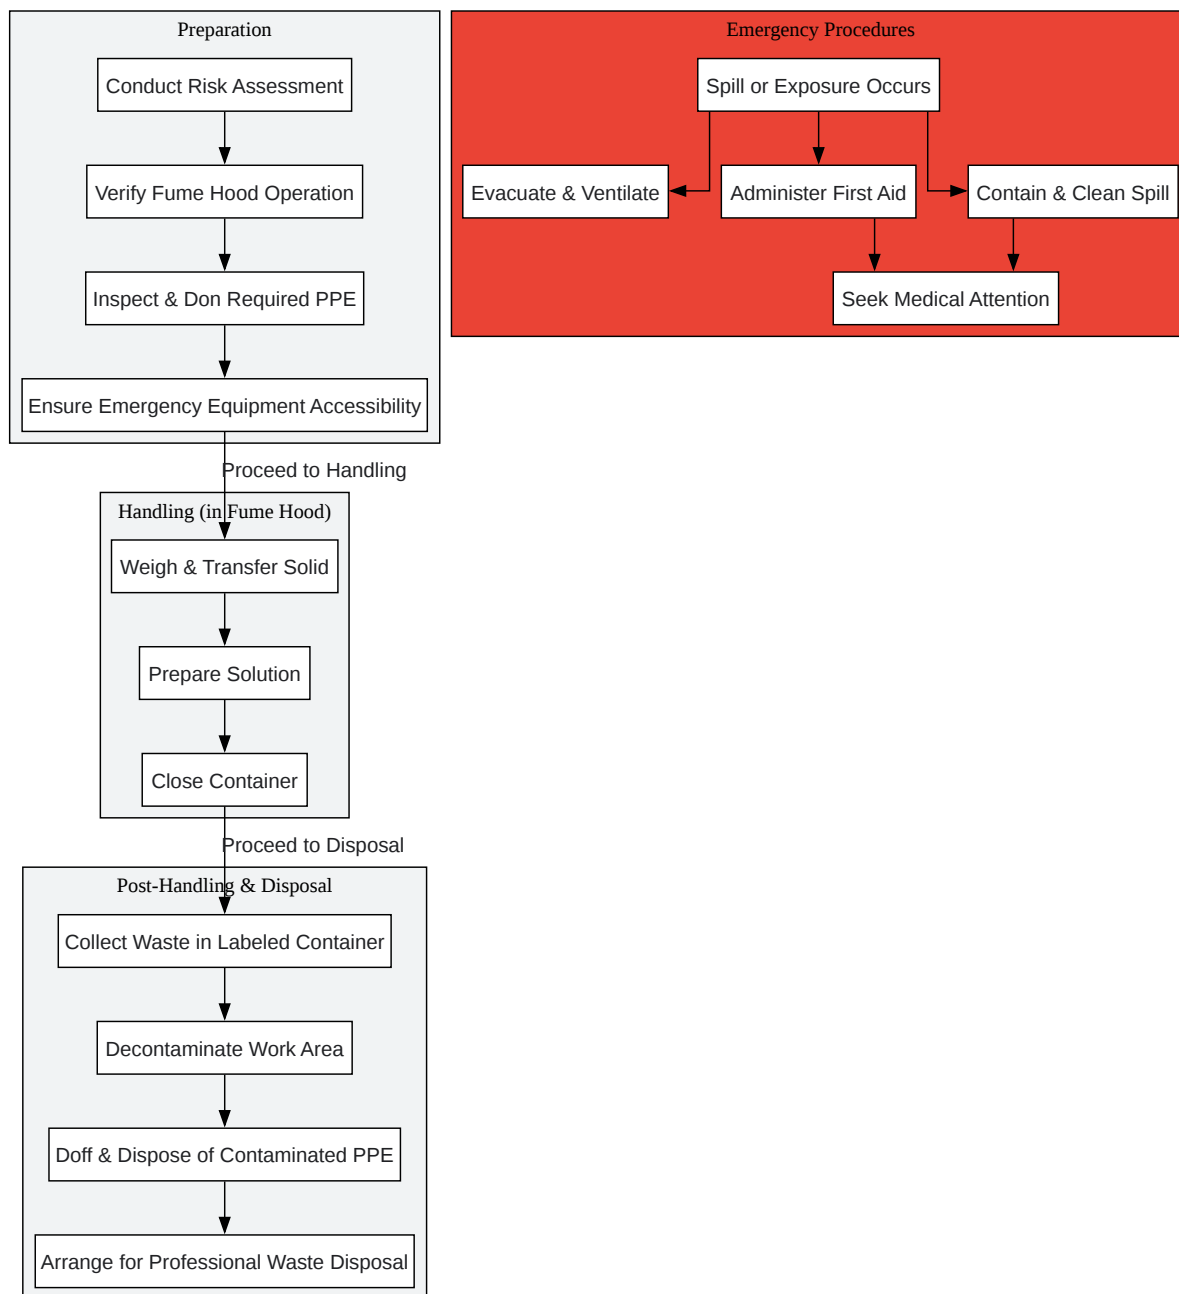 Preparation
Conduct Risk Assessment
Verify Fume Hood Operation
Inspect & Don Required PPE
Ensure Emergency Equipment Accessibility
Proceed to Handling
Handling (in Fume Hood)
Weigh & Transfer Solid
Prepare Solution
Close Container
Proceed to Disposal
Post-Handling & Disposal
Collect Waste in Labeled Container
Decontaminate Work Area
Doff & Dispose of Contaminated PPE
Arrange for Professional Waste Disposal
Emergency Procedures
Spill or Exposure Occurs
Evacuate & Ventilate
Administer First Aid
Contain & Clean Spill
Seek Medical Attention